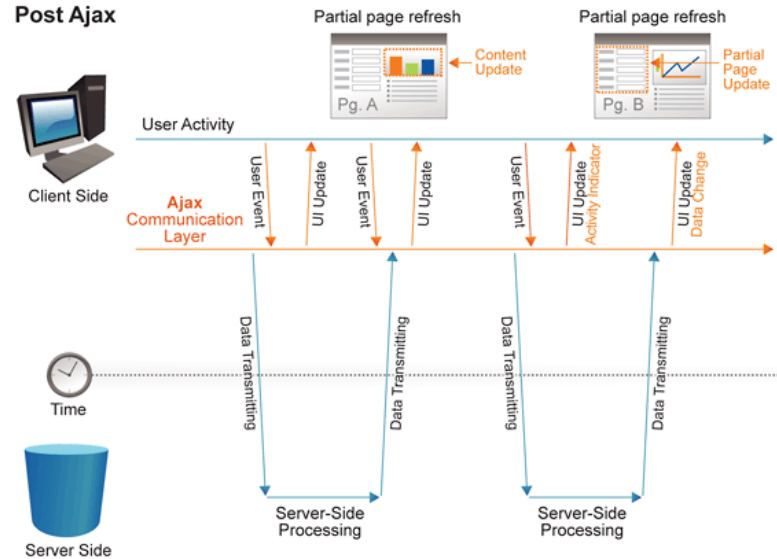 Post Ajax
Partial page refresh
Partial page refresh
Content
Update
Pg. A
Partial
Page
Update
Pg. B
User Activity
Client Side
User Event
UI Update
User Event
UI Update
User Event
UI Update
Activity Indicator
UI Update
Data Change
Ajax
Communication
Layer
Data Transmitting
Data Transmitting
Data Transmitting
Data Transmitting
Time
Server-Side
Processing
Server-Side
Processing
Server Side